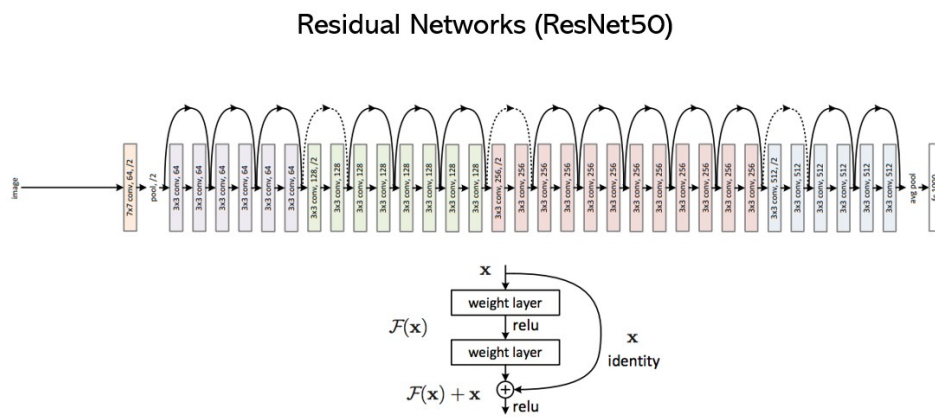 Residual Networks (ResNet50)
image
7x7 conv, 64, /2
pool, /2
3x3 conv, 64
3x3 conv, 64
3x3 conv, 64
3x3 conv, 64
3x3 conv, 64
3x3 conv, 64
3x3 conv, 128, /2
3x3 conv, 128
3x3 conv, 128
3x3 conv, 128
3x3 conv, 128
3x3 conv, 128
3x3 conv, 128
3x3 conv, 128
3x3 conv, 256, /2
3x3 conv, 256
3x3 conv, 256
3x3 conv, 256
3x3 conv, 256
3x3 conv, 256
3x3 conv, 256
3x3 conv, 256
3x3 conv, 256
3x3 conv, 256
3x3 conv, 256
3x3 conv, 256
3x3 conv, 512, /2
3x3 conv, 512
3x3 conv, 512
3x3 conv, 512
3x3 conv, 512
3x3 conv, 512
avg pool
x
weight layer
F(x)
relu
weight layer
x
identity
F(x) + x
relu